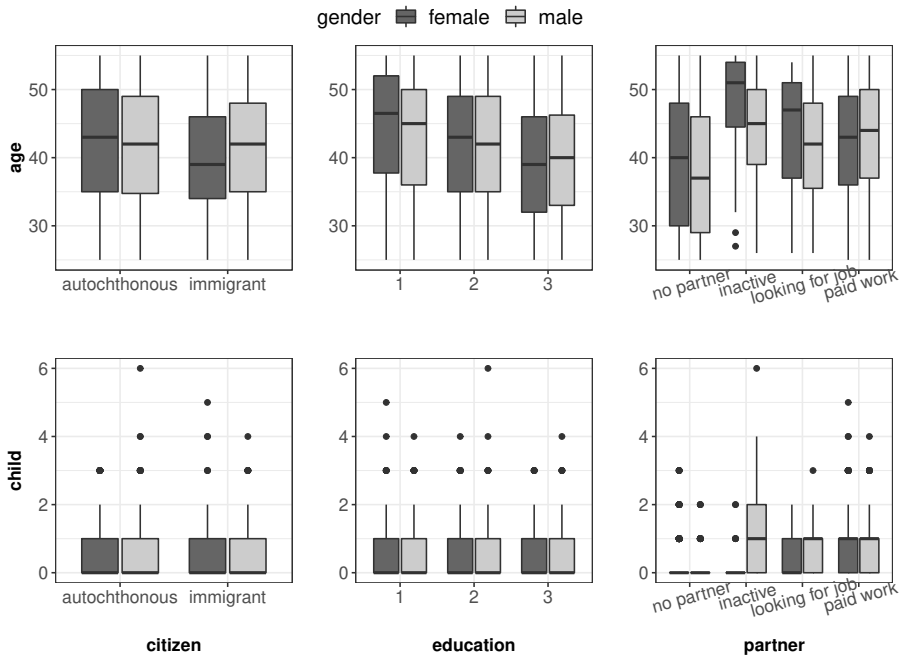 gender female male
age
50
40
30
autochthonous immigrant
50
40
30
1 2 3
50
40
30
no partner inactive looking for job paid work
child
6
4
2
0
autochthonous immigrant
citizen
6
4
2
0
1 2 3
education
6
4
2
0
no partner inactive looking for job paid work
partner